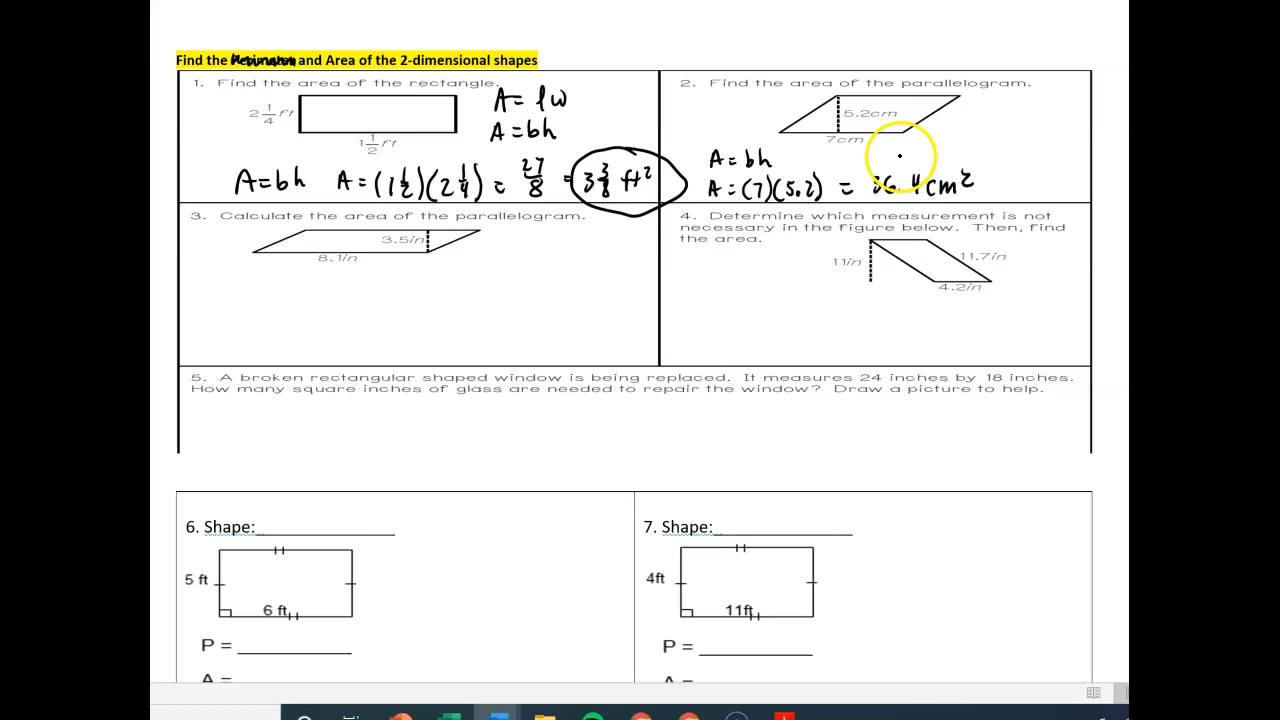 Find the and Area of the 2-dimensional shapes
1. Find the area of the rectangle.
2 1/4 ft
1 1/2 ft
A = lw
A = bh
A = bh A = (1 1/2)(2 1/4) = 27/8 = 3 3/8 ft²
2. Find the area of the parallelogram.
5.2cm
7cm
A = bh
A = (7)(5.2) = 36.4 cm²
3. Calculate the area of the parallelogram.
3.5in
8.1in
4. Determine which measurement is not
necessary in the figure below. Then, find
the area.
11in
11.7in
4.2in
5. A broken rectangular shaped window is being replaced. It measures 24 inches by 18 inches.
How many square inches of glass are needed to repair the window? Draw a picture to help.
6. Shape:
5 ft
6 ft
P =
A =
7. Shape:
4ft
11ft
P =
A =